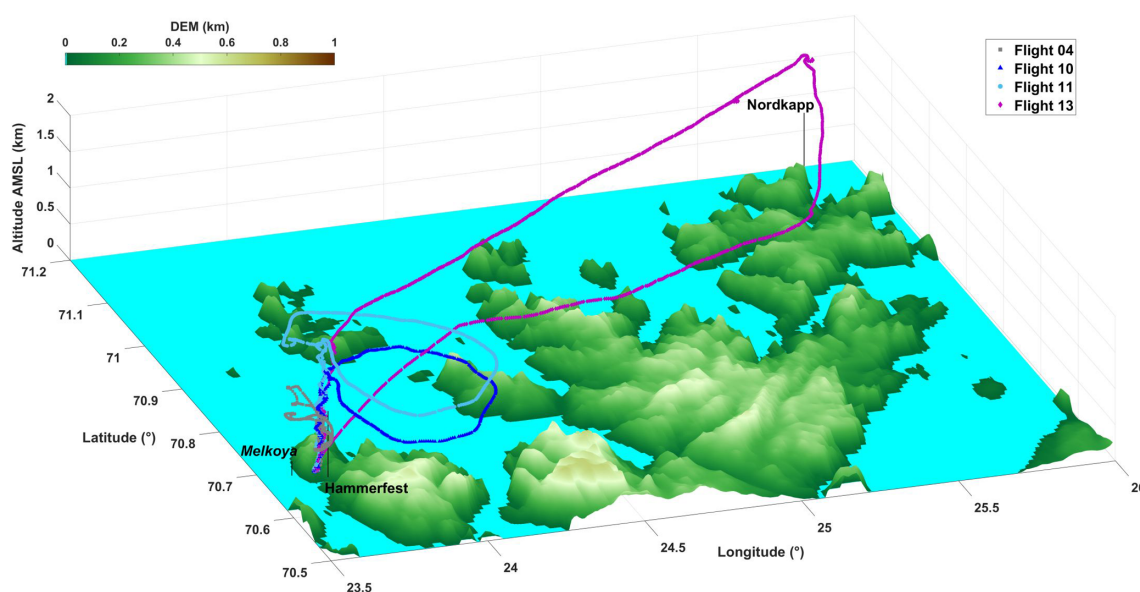 DEM (km)
0 0.2 0.4 0.6 0.8 1
Flight 04
Flight 10
Flight 11
Flight 13
Nordkapp
Altitude AMSL (km)
2
1.5
1
0.5
0
71.2
71.1
71
70.9
70.8
70.7
70.6
70.5
Latitude (°)
Melkoya
Hammerfest
23.5
24
24.5
25
25.5
26
Longitude (°)